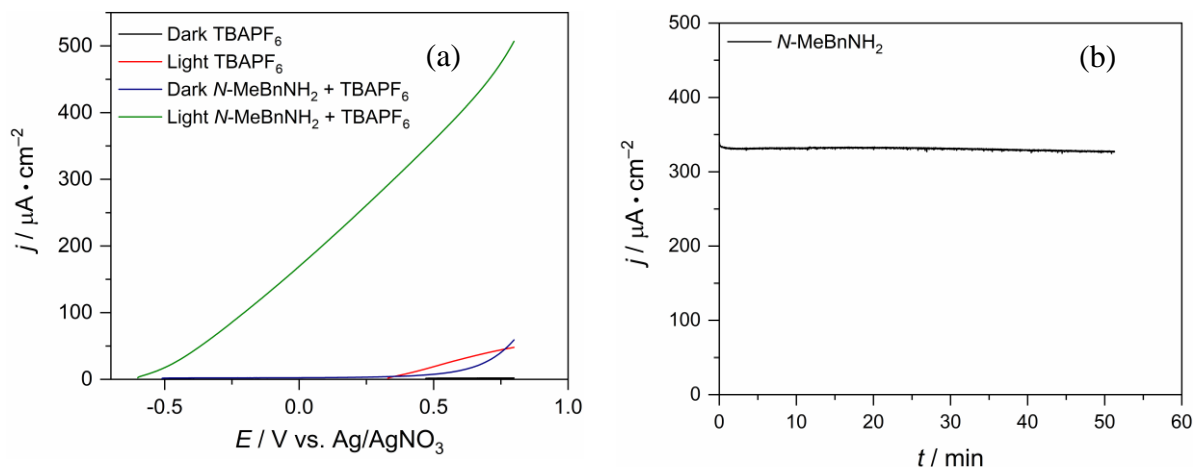 Dark TBAPF₆
Light TBAPF₆
Dark N-MeBnNH₂ + TBAPF₆
Light N-MeBnNH₂ + TBAPF₆
(a)
500
400
300
200
100
0
j / μA • cm⁻²
-0.5
0.0
0.5
1.0
E / V vs. Ag/AgNO₃
N-MeBnNH₂
(b)
500
400
300
200
100
0
j / μA • cm⁻²
0
10
20
30
40
50
60
t / min